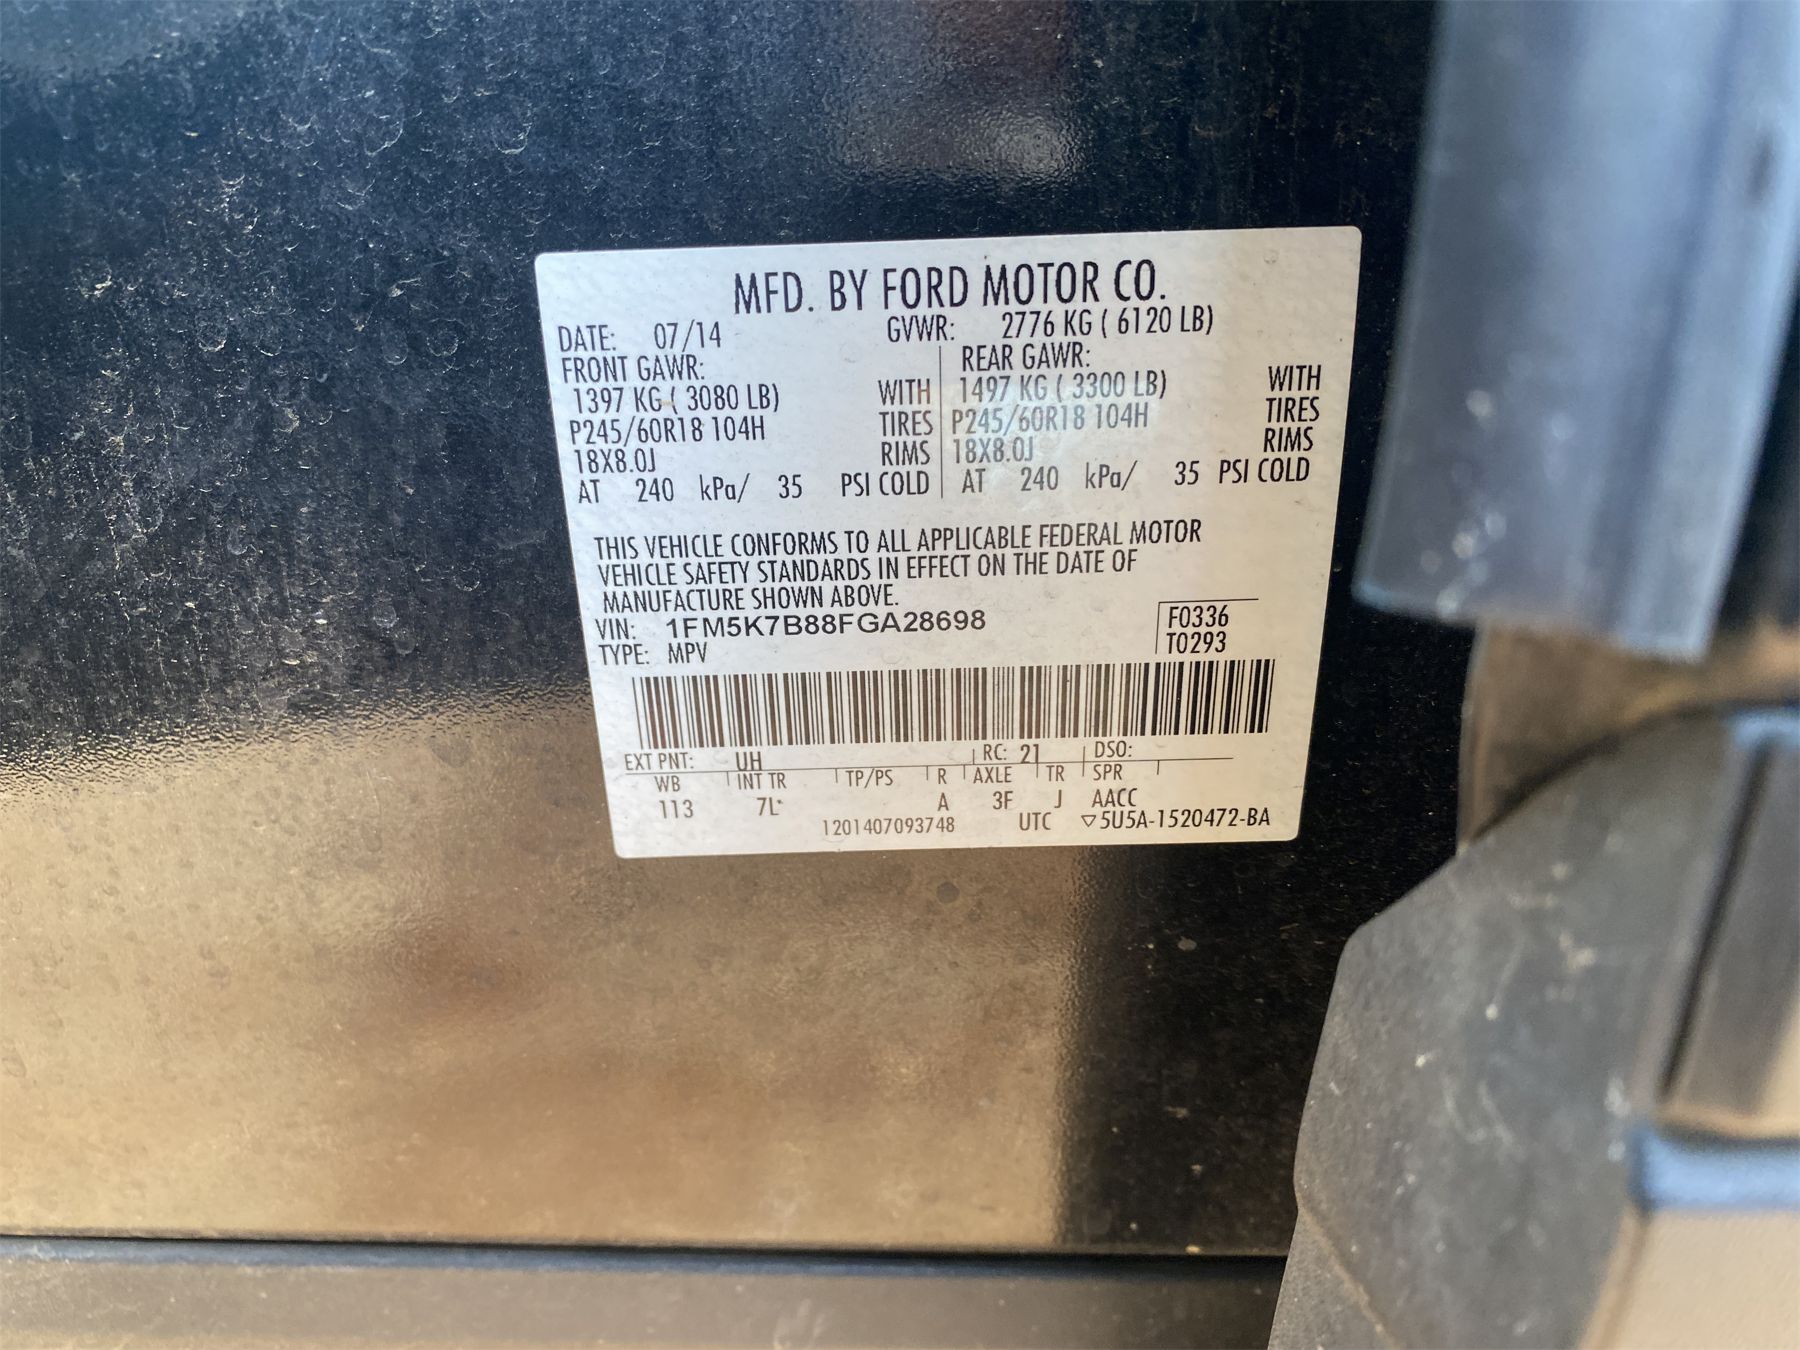 MFD. BY FORD MOTOR CO.
DATE: 07/14 GVWR: 2776 KG ( 6120 LB)
FRONT GAWR: REAR GAWR:
1397 KG ( 3080 LB) WITH 1497 KG ( 3300 LB) WITH
P245/60R18 104H TIRES P245/60R18 104H TIRES
18X8.0J RIMS 18X8.0J RIMS
AT 240 kPa/ 35 PSI COLD AT 240 kPa/ 35 PSI COLD
THIS VEHICLE CONFORMS TO ALL APPLICABLE FEDERAL MOTOR
VEHICLE SAFETY STANDARDS IN EFFECT ON THE DATE OF
MANUFACTURE SHOWN ABOVE.
VIN: 1FM5K7B88FGA28698 F0336
TYPE: MPV T0293
EXT PNT: UH RC: 21 DSO:
WB INT TR TP/PS R AXLE TR SPR
113 7L* A 3F J AACC
1201407093748 UTC ▽5U5A-1520472-BA